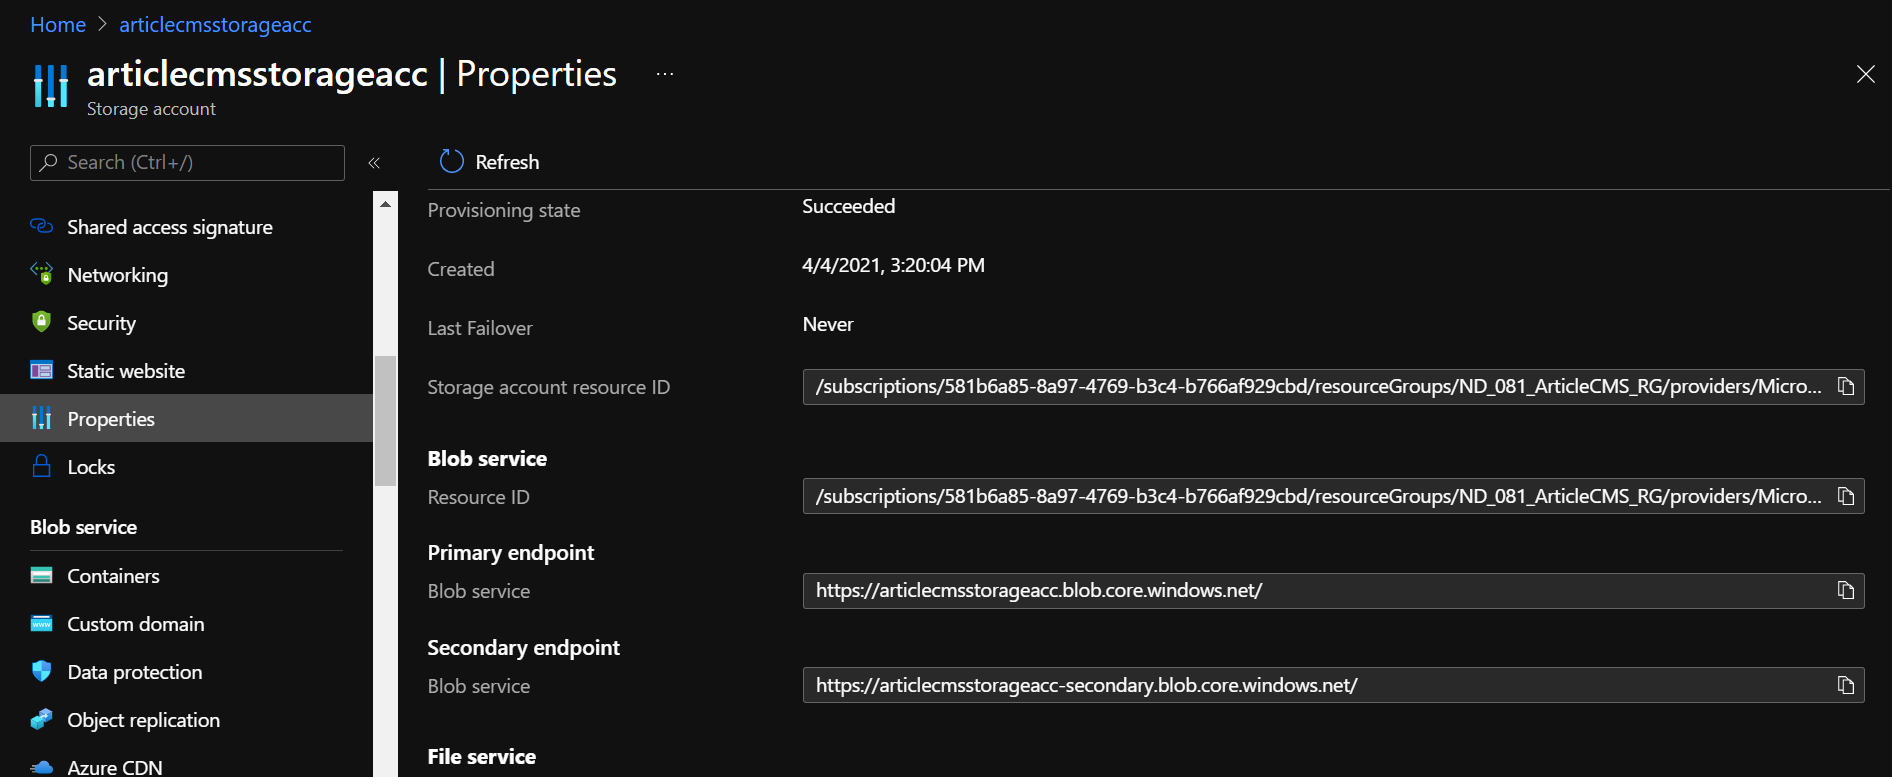 Home > articlecmsstorageacc
articlecmsstorageacc | Properties ...
Storage account
Search (Ctrl+/)
«
Refresh
Shared access signature
Networking
Security
Static website
Properties
Locks
Blob service
Containers
Custom domain
Data protection
Object replication
Azure CDN
Provisioning state Succeeded
Created 4/4/2021, 3:20:04 PM
Last Failover Never
Storage account resource ID /subscriptions/581b6a85-8a97-4769-b3c4-b766af929cbd/resourceGroups/ND_081_ArticleCMS_RG/providers/Micro...
Blob service
Resource ID /subscriptions/581b6a85-8a97-4769-b3c4-b766af929cbd/resourceGroups/ND_081_ArticleCMS_RG/providers/Micro...
Primary endpoint
Blob service https://articlecmsstorageacc.blob.core.windows.net/
Secondary endpoint
Blob service https://articlecmsstorageacc-secondary.blob.core.windows.net/
File service